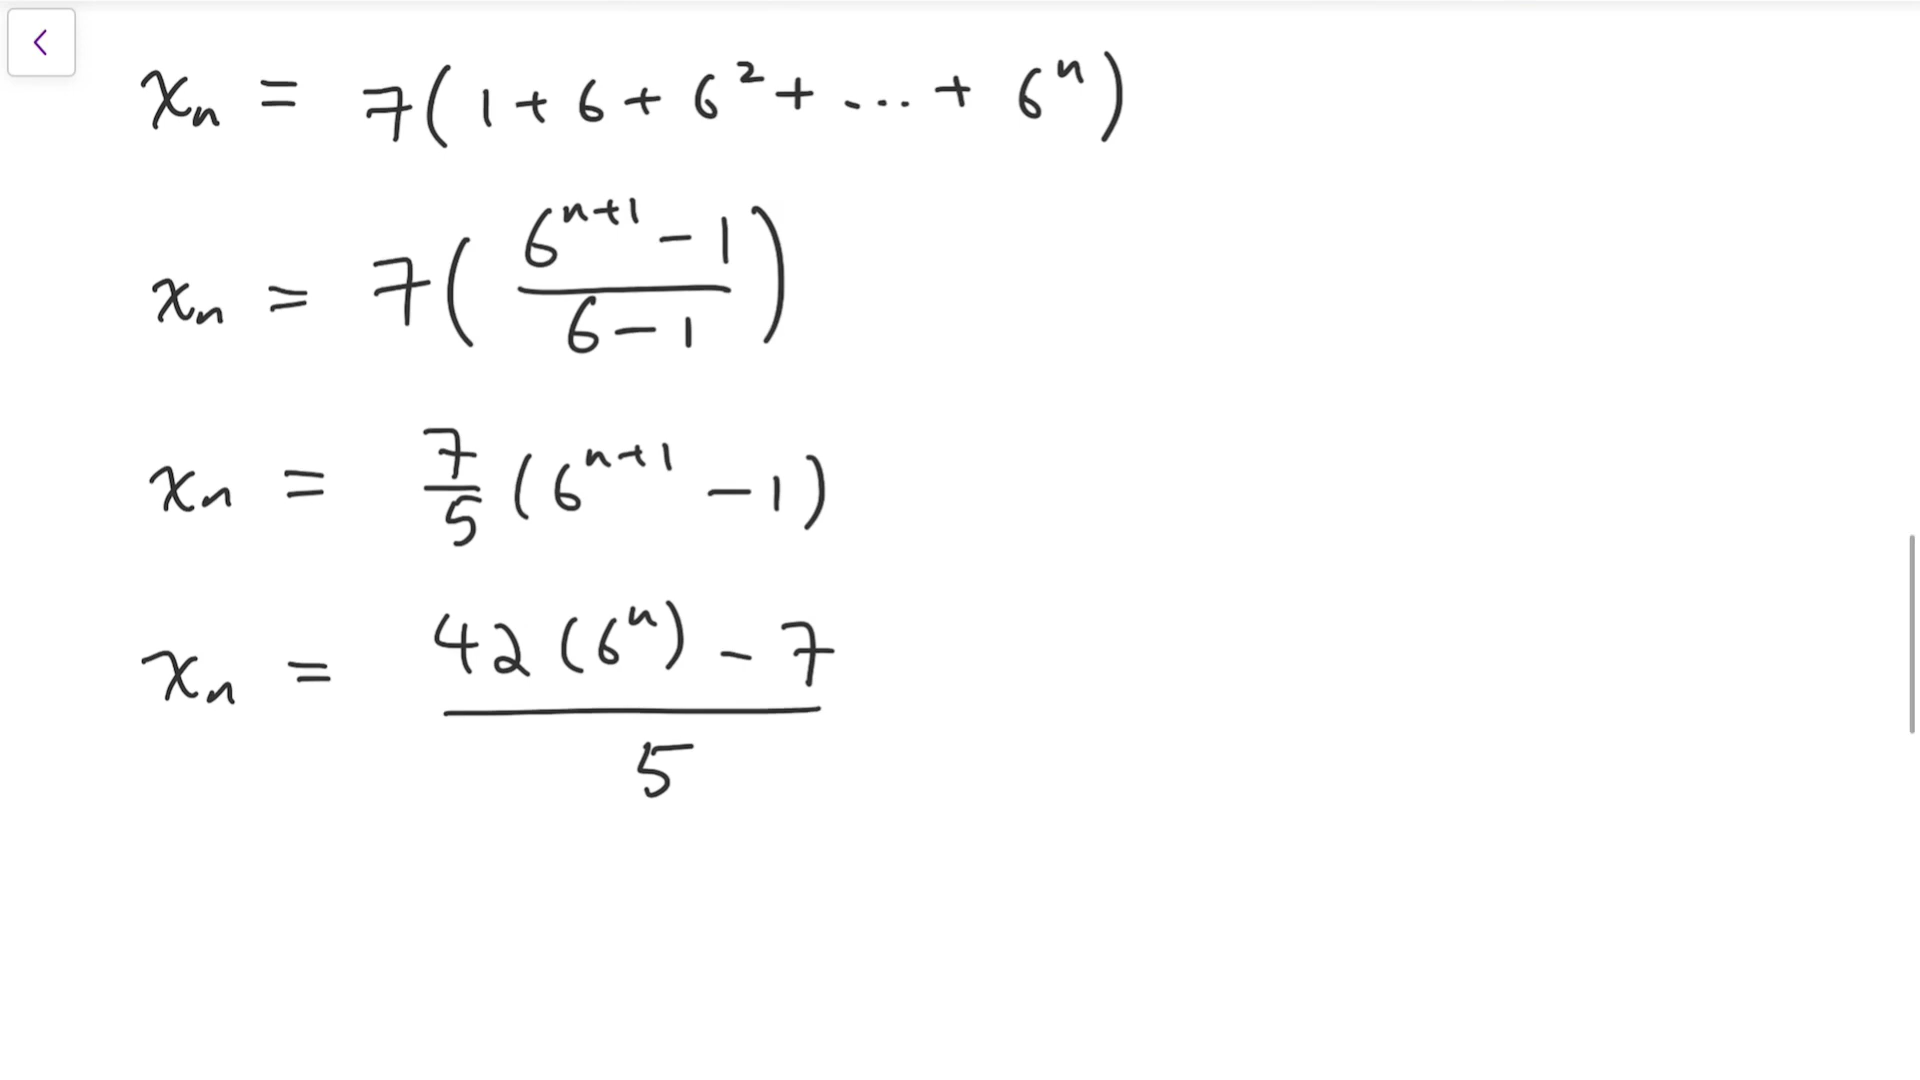 xₙ = 7(1 + 6 + 6² + ... + 6ⁿ)
xₙ = 7((6ⁿ⁺¹ - 1)/(6 - 1))
xₙ = 7/5 (6ⁿ⁺¹ - 1)
xₙ = (42(6ⁿ) - 7)/5